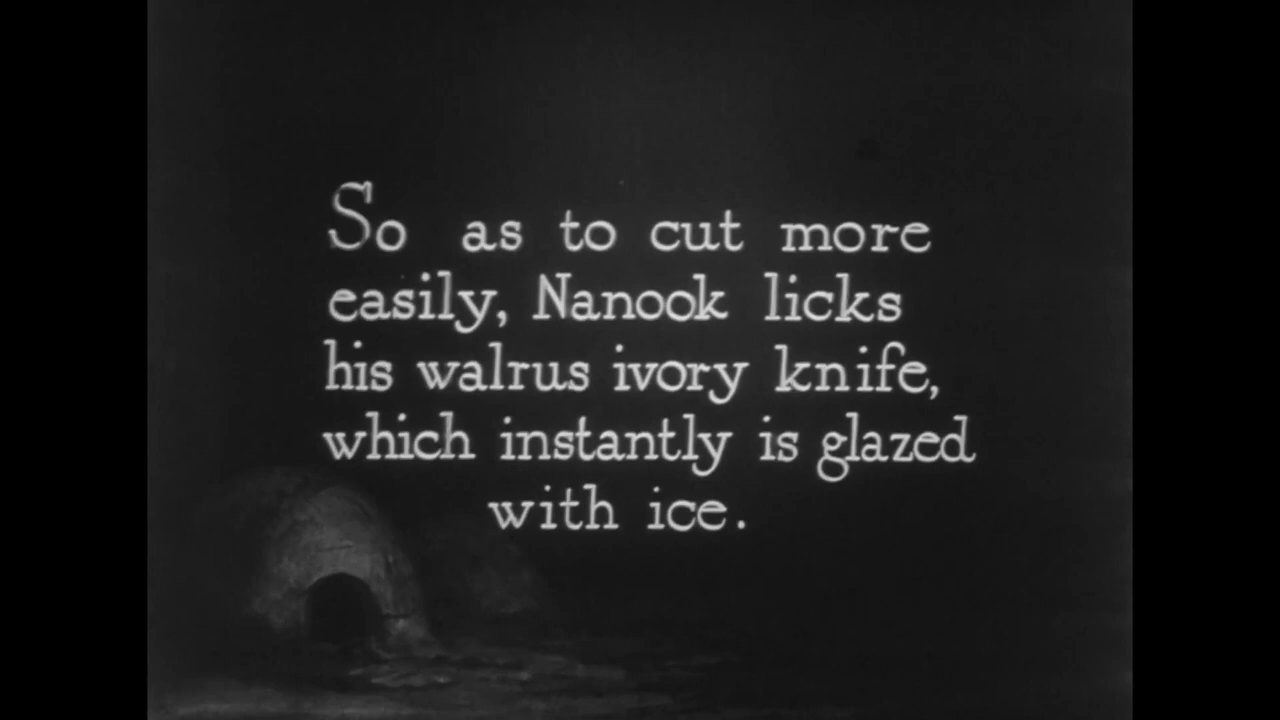 So as to cut more
easily, Nanook licks
his walrus ivory knife,
which instantly is glazed
with ice.